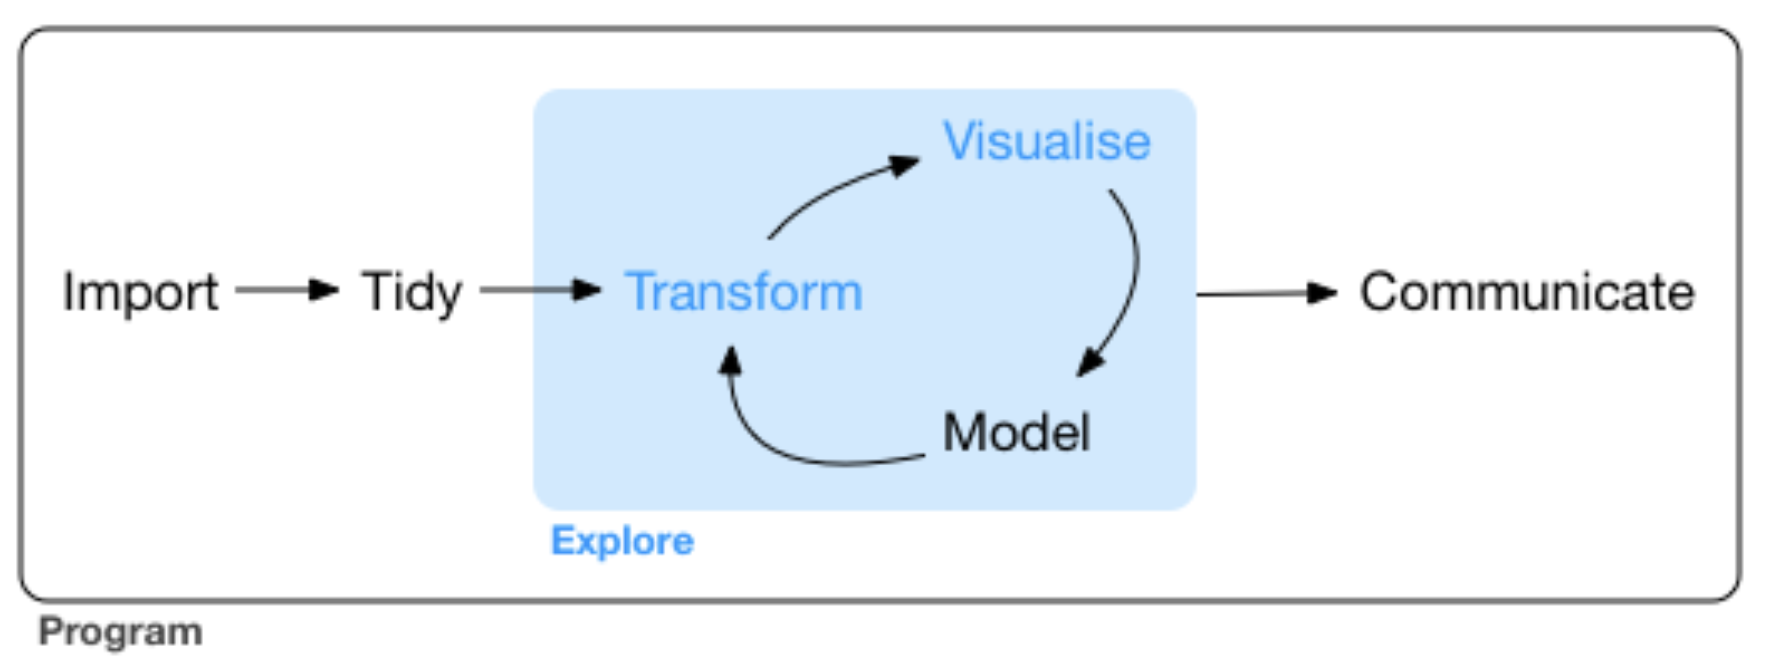 Visualise
Import
Tidy
Transform
Communicate
Model
Explore
Program